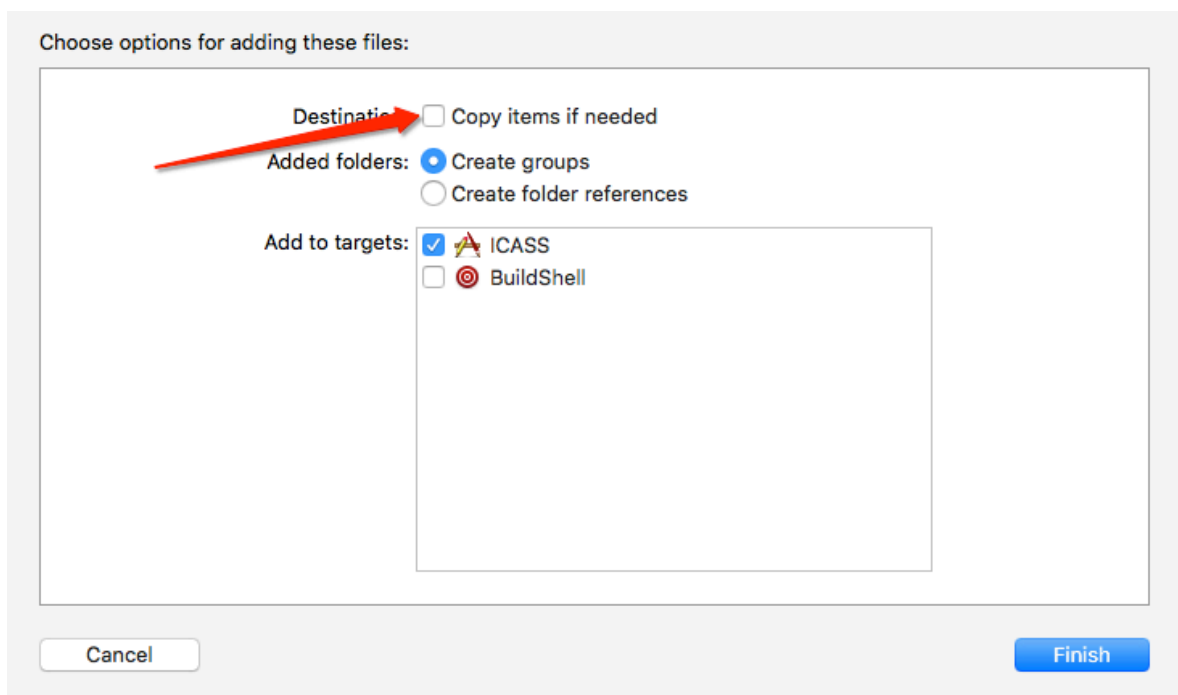 Choose options for adding these files:
Destinatio Copy items if needed
Added folders: Create groups
Create folder references
Add to targets: ICASS
BuildShell
Cancel Finish